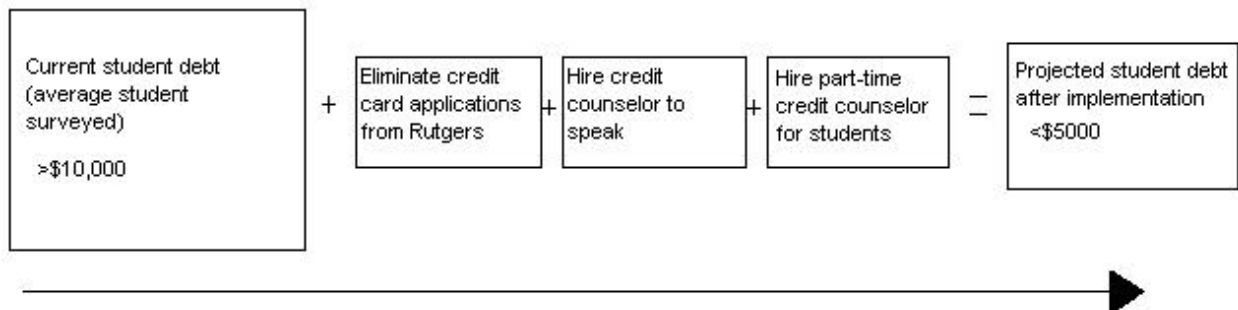 Current student debt
(average student
surveyed)
>$10,000
+
Eliminate credit
card applications
from Rutgers
+
Hire credit
counselor to
speak
+
Hire part-time
credit counselor
for students
=
Projected student debt
after implementation
<$5000